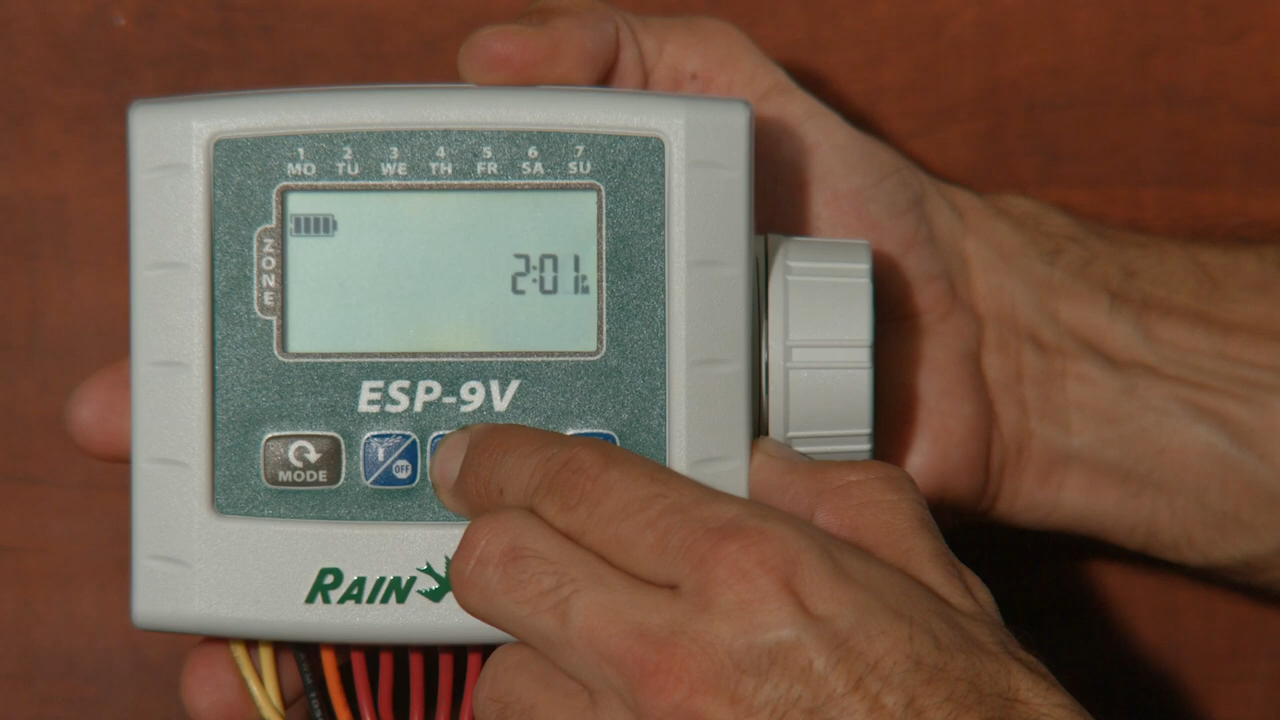 1 2 3 4 5 6 7
MO TU WE TH FR SA SU
ZONE
2:01
ESP-9V
MODE
OFF
RAIN